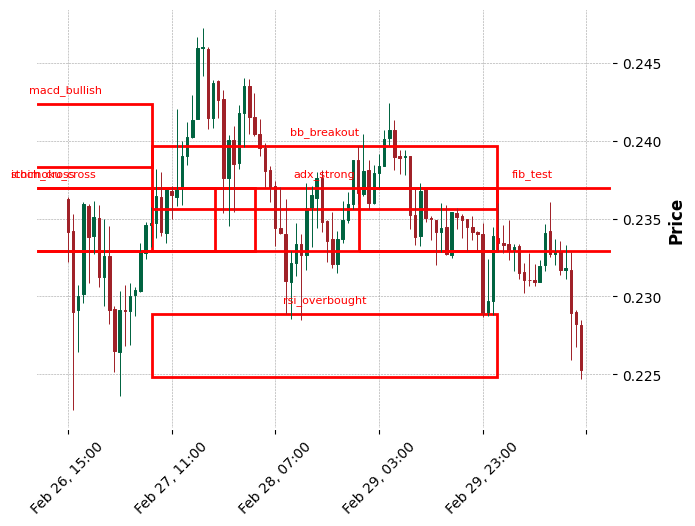 0.245
macd_bullish
bb_breakout
0.240
adx_strong
fib_test
0.235
Price
0.230
rsi_overbought
0.225
Feb 26, 15:00
Feb 27, 11:00
Feb 28, 07:00
Feb 29, 03:00
Feb 29, 23:00